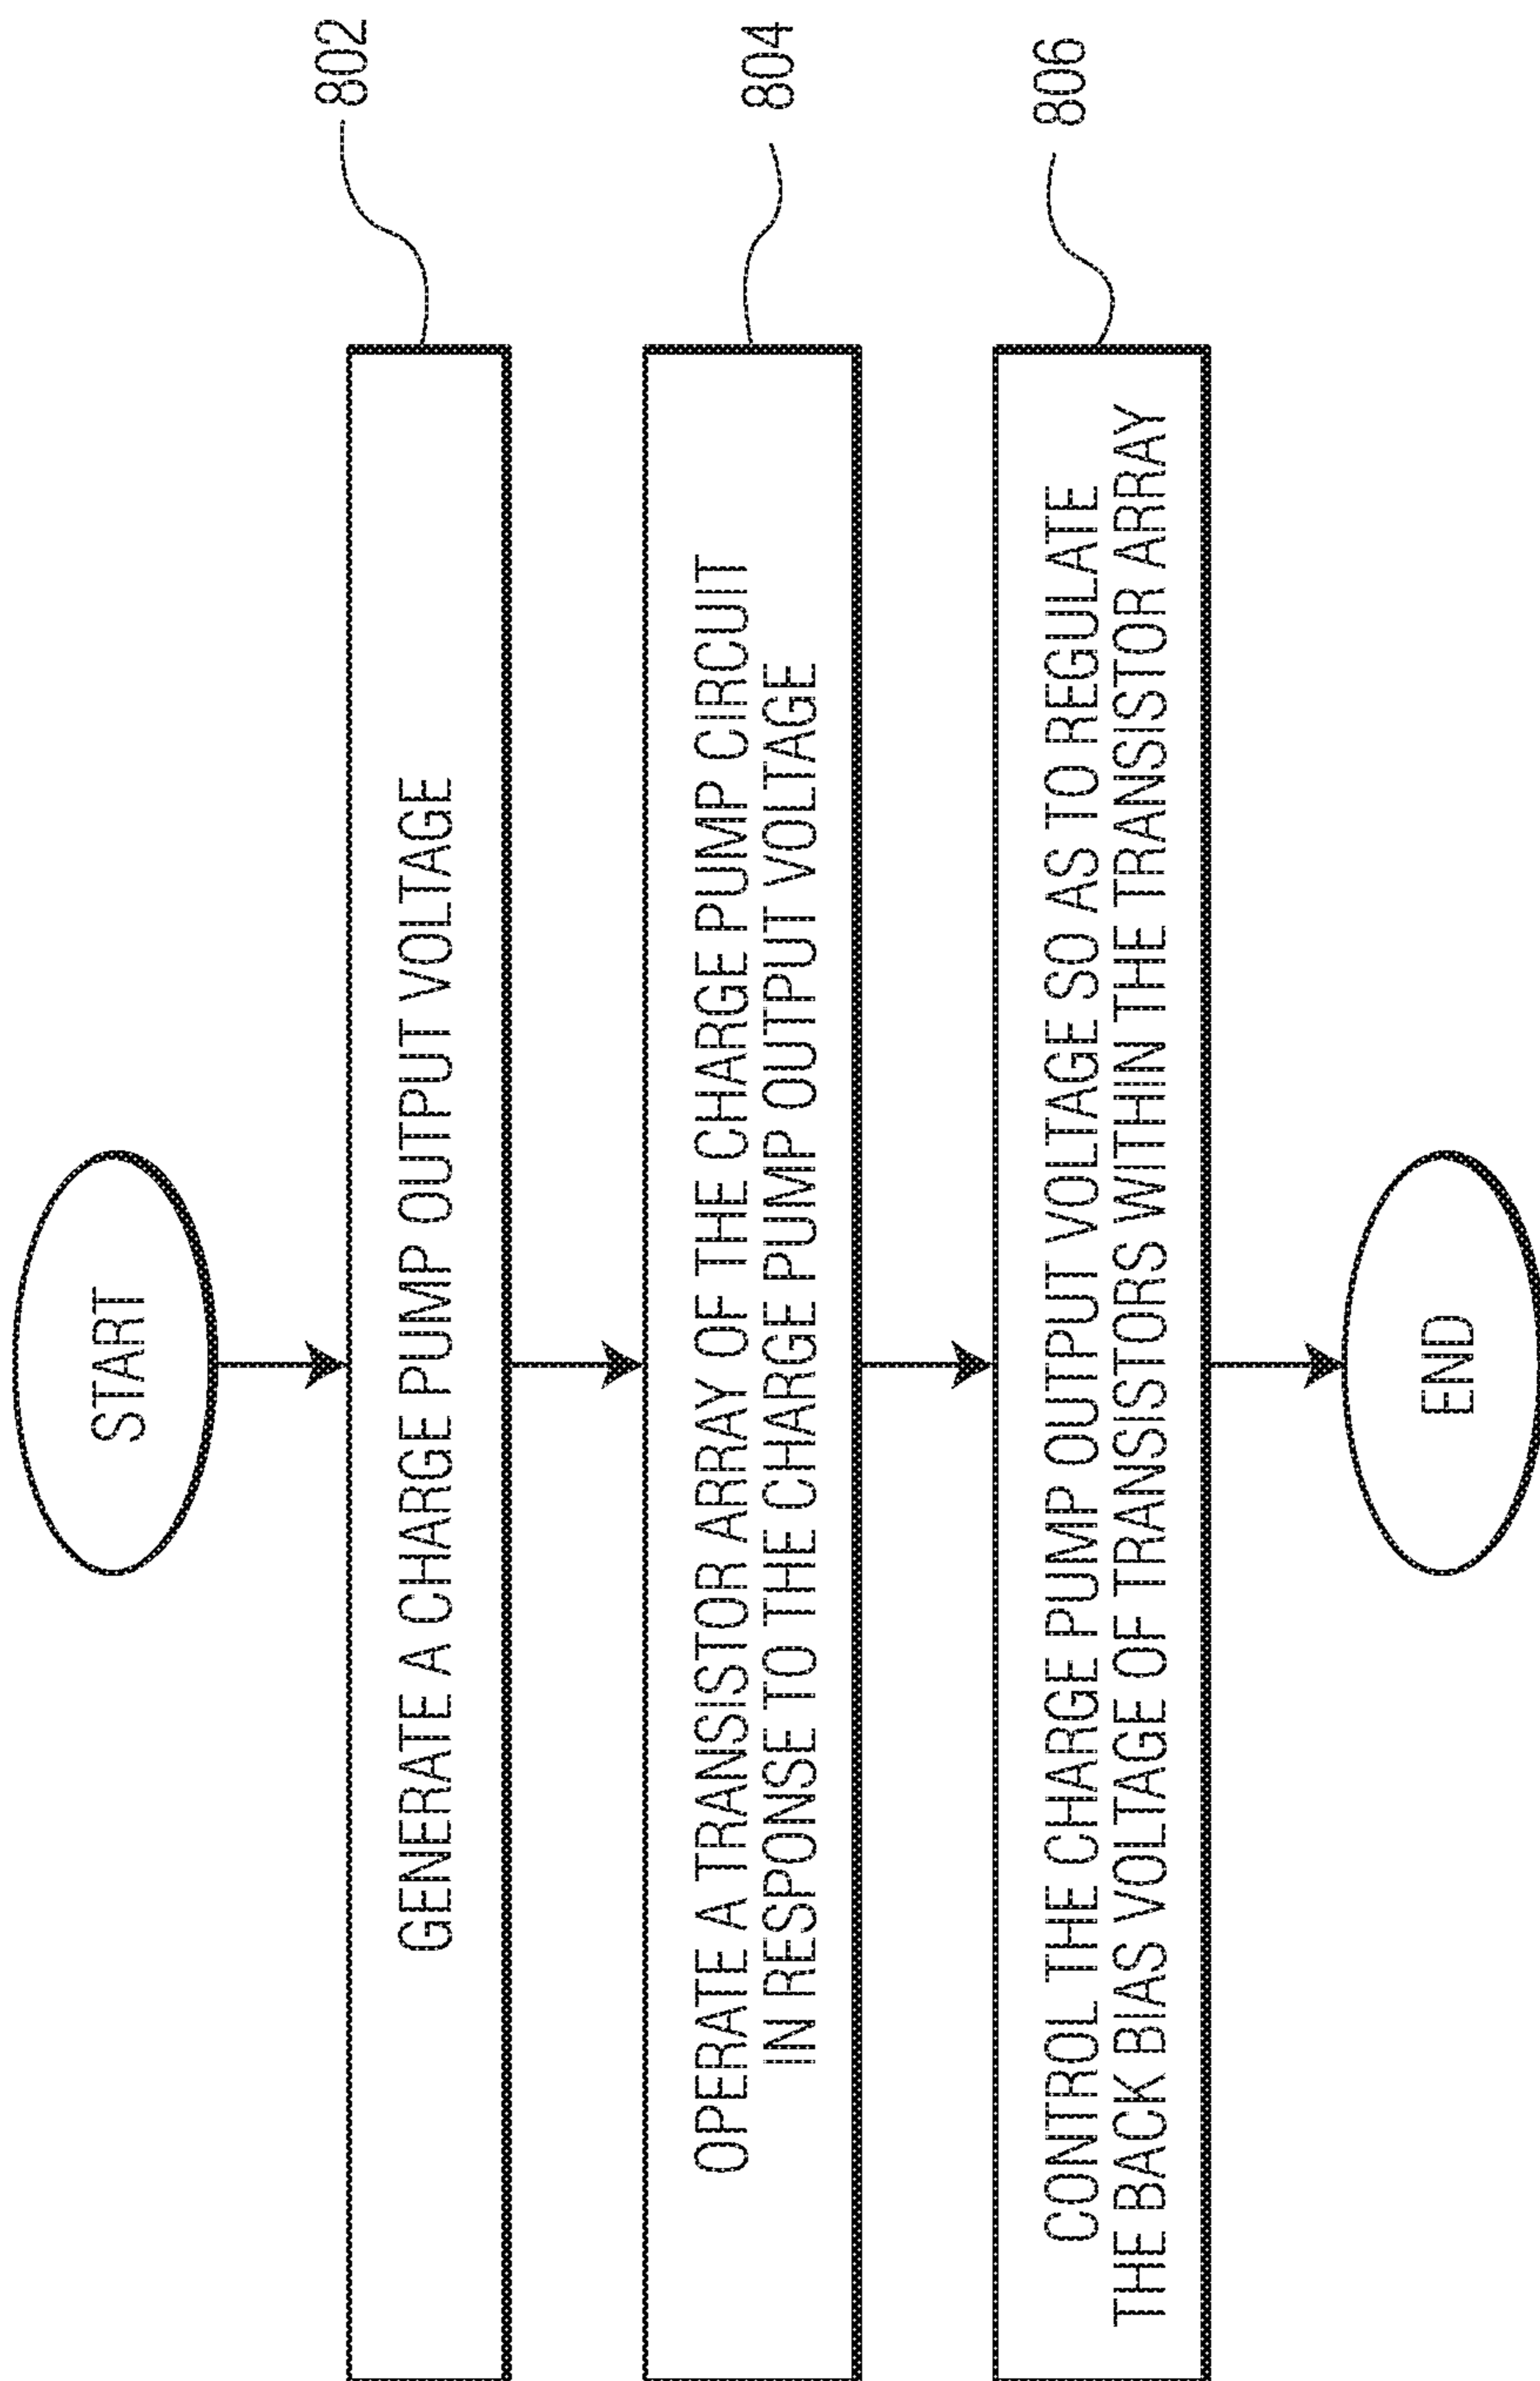 START
GENERATE A CHARGE PUMP OUTPUT VOLTAGE
802
OPERATE A TRANSISTOR ARRAY OF THE CHARGE PUMP CIRCUIT
IN RESPONSE TO THE CHARGE PUMP OUTPUT VOLTAGE
804
CONTROL THE CHARGE PUMP OUTPUT VOLTAGE SO AS TO REGULATE
THE BACK BIAS VOLTAGE OF TRANSISTORS WITHIN THE TRANSISTOR ARRAY
806
END